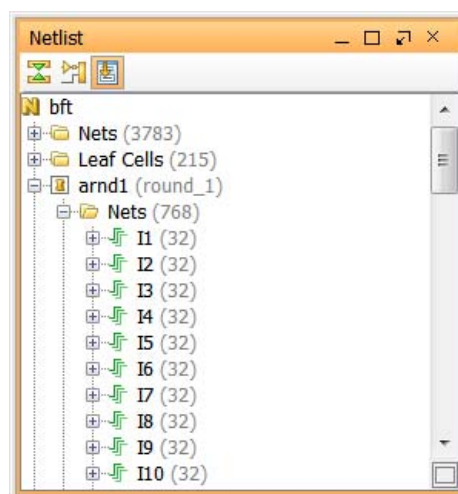 Netlist
bft
Nets (3783)
Leaf Cells (215)
arnd1 (round_1)
Nets (768)
I1 (32)
I2 (32)
I3 (32)
I4 (32)
I5 (32)
I6 (32)
I7 (32)
I8 (32)
I9 (32)
I10 (32)